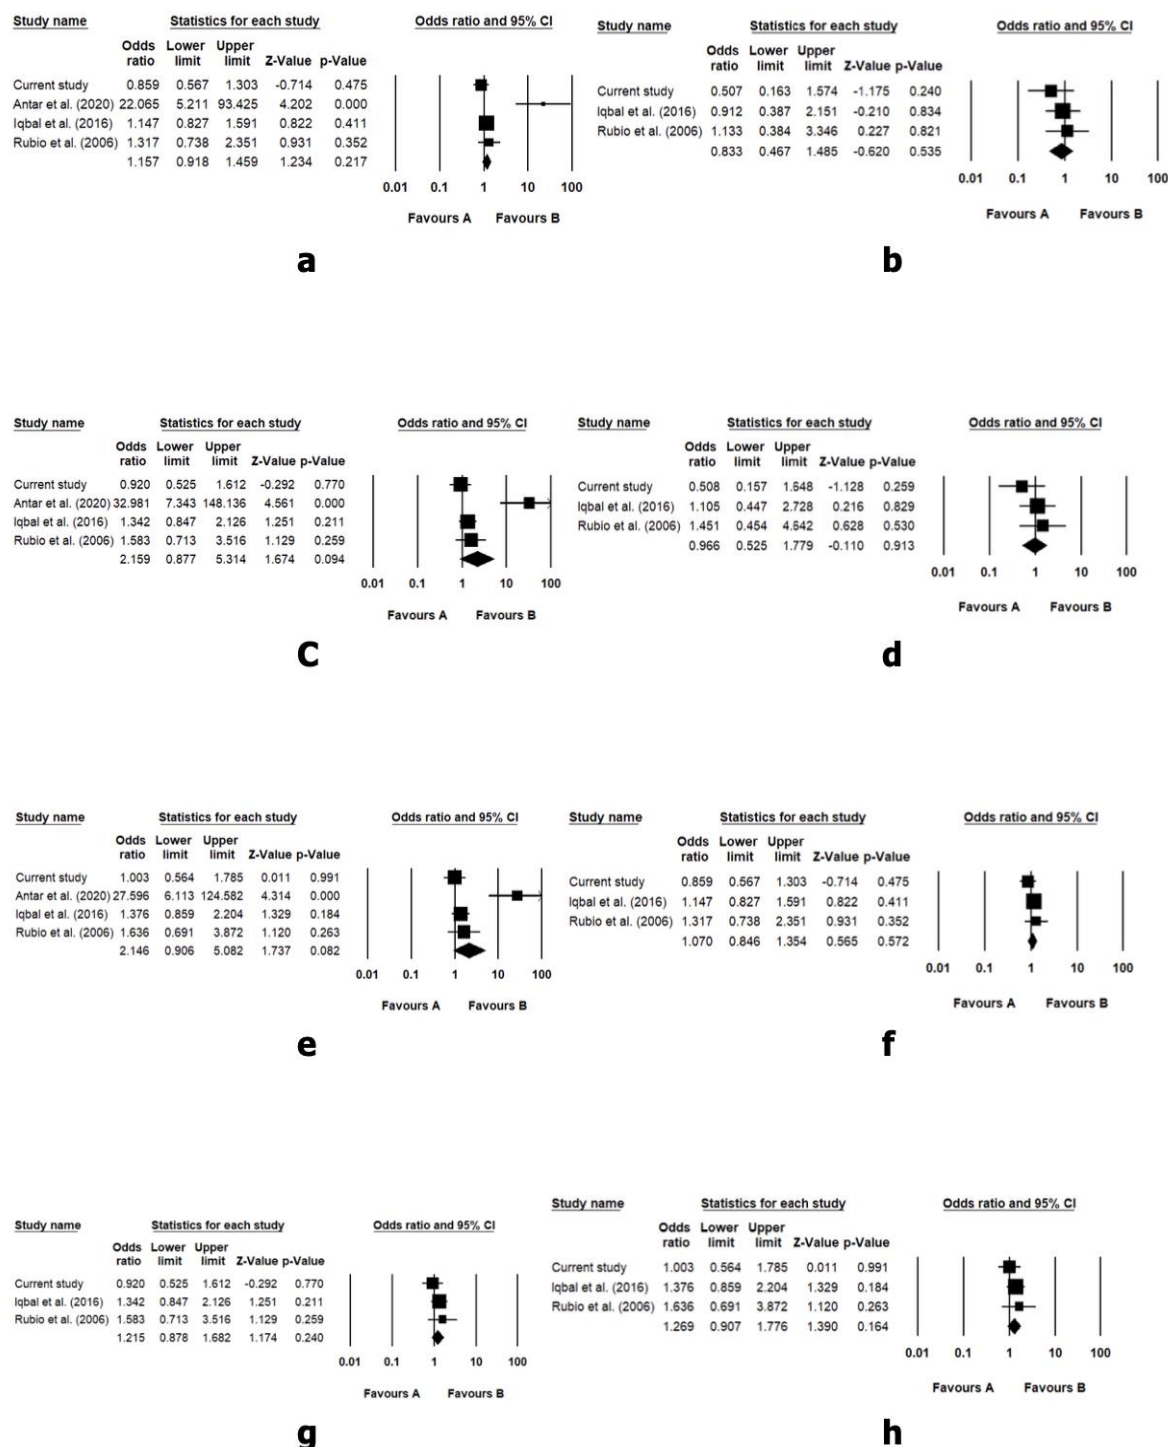 Study name Statistics for each study Odds ratio and 95% CI
Odds Lower Upper
ratio limit limit Z-Value p-Value
Current study 0.859 0.567 1.303 -0.714 0.475
Antar et al. (2020) 22.065 5.211 93.425 4.202 0.000
Iqbal et al. (2016) 1.147 0.827 1.591 0.822 0.411
Rubio et al. (2006) 1.317 0.738 2.351 0.931 0.352
1.157 0.918 1.459 1.234 0.217
0.01 0.1 1 10 100
Favours A Favours B
a
Study name Statistics for each study Odds ratio and 95% CI
Odds Lower Upper
ratio limit limit Z-Value p-Value
Current study 0.507 0.163 1.574 -1.175 0.240
Iqbal et al. (2016) 0.912 0.387 2.151 -0.210 0.834
Rubio et al. (2006) 1.133 0.384 3.346 0.227 0.821
0.833 0.467 1.485 -0.620 0.535
0.01 0.1 1 10 100
Favours A Favours B
b
Study name Statistics for each study Odds ratio and 95% CI
Odds Lower Upper
ratio limit limit Z-Value p-Value
Current study 0.920 0.525 1.612 -0.292 0.770
Antar et al. (2020) 32.981 7.343 148.136 4.561 0.000
Iqbal et al. (2016) 1.342 0.847 2.126 1.251 0.211
Rubio et al. (2006) 1.583 0.713 3.516 1.129 0.259
2.159 0.877 5.314 1.674 0.094
0.01 0.1 1 10 100
Favours A Favours B
C
Study name Statistics for each study Odds ratio and 95% CI
Odds Lower Upper
ratio limit limit Z-Value p-Value
Current study 0.508 0.157 1.648 -1.128 0.259
Iqbal et al. (2016) 1.105 0.447 2.728 0.216 0.829
Rubio et al. (2006) 1.451 0.454 4.642 0.628 0.530
0.966 0.525 1.779 -0.110 0.913
0.01 0.1 1 10 100
Favours A Favours B
d
Study name Statistics for each study Odds ratio and 95% CI
Odds Lower Upper
ratio limit limit Z-Value p-Value
Current study 1.003 0.564 1.785 0.011 0.991
Antar et al. (2020) 27.596 6.113 124.582 4.314 0.000
Iqbal et al. (2016) 1.376 0.859 2.204 1.329 0.184
Rubio et al. (2006) 1.636 0.691 3.872 1.120 0.263
2.146 0.906 5.082 1.737 0.082
0.01 0.1 1 10 100
Favours A Favours B
e
Study name Statistics for each study Odds ratio and 95% CI
Odds Lower Upper
ratio limit limit Z-Value p-Value
Current study 0.859 0.567 1.303 -0.714 0.475
Iqbal et al. (2016) 1.147 0.827 1.591 0.822 0.411
Rubio et al. (2006) 1.317 0.738 2.351 0.931 0.352
1.070 0.846 1.354 0.565 0.572
0.01 0.1 1 10 100
Favours A Favours B
f
Study name Statistics for each study Odds ratio and 95% CI
Odds Lower Upper
ratio limit limit Z-Value p-Value
Current study 0.920 0.525 1.612 -0.292 0.770
Iqbal et al. (2016) 1.342 0.847 2.126 1.251 0.211
Rubio et al. (2006) 1.583 0.713 3.516 1.129 0.259
1.215 0.878 1.682 1.174 0.240
0.01 0.1 1 10 100
Favours A Favours B
g
Study name Statistics for each study Odds ratio and 95% CI
Odds Lower Upper
ratio limit limit Z-Value p-Value
Current study 1.003 0.564 1.785 0.011 0.991
Iqbal et al. (2016) 1.376 0.859 2.204 1.329 0.184
Rubio et al. (2006) 1.636 0.691 3.872 1.120 0.263
1.269 0.907 1.776 1.390 0.164
0.01 0.1 1 10 100
Favours A Favours B
h